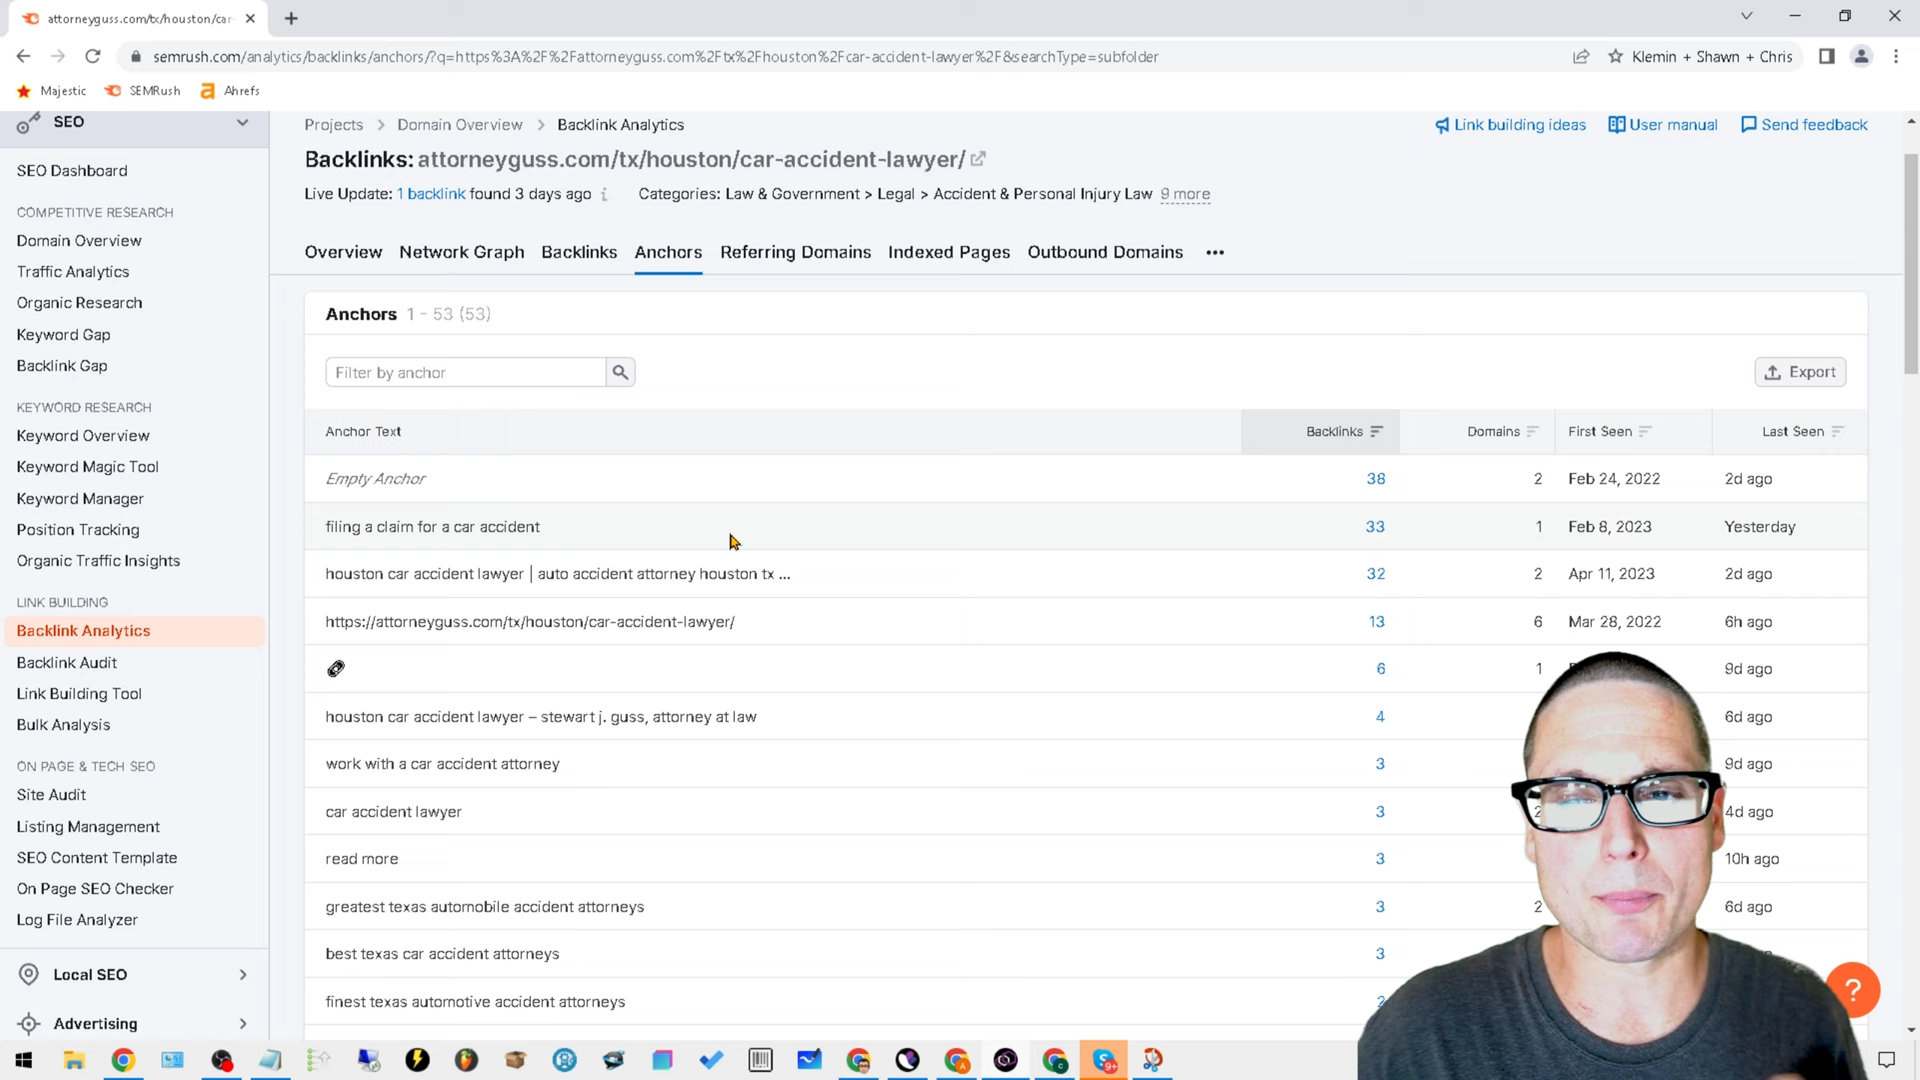 attorneyguss.com/tx/houston/car-
semrush.com/analytics/backlinks/anchors/?q=https%3A%2F%2Fattorneyguss.com%2Ftx%2Fhouston%2Fcar-accident-lawyer%2F&searchType=subfolder
Klemin + Shawn + Chris
Majestic
SEMRush
Ahrefs
SEO
Projects > Domain Overview > Backlink Analytics
Link building ideas
User manual
Send feedback
Backlinks: attorneyguss.com/tx/houston/car-accident-lawyer/
Live Update: 1 backlink found 3 days ago
Categories: Law & Government > Legal > Accident & Personal Injury Law 9 more
Overview Network Graph Backlinks Anchors Referring Domains Indexed Pages Outbound Domains •••
SEO Dashboard
COMPETITIVE RESEARCH
Domain Overview
Traffic Analytics
Organic Research
Keyword Gap
Backlink Gap
KEYWORD RESEARCH
Keyword Overview
Keyword Magic Tool
Keyword Manager
Position Tracking
Organic Traffic Insights
LINK BUILDING
Backlink Analytics
Backlink Audit
Link Building Tool
Bulk Analysis
ON PAGE & TECH SEO
Site Audit
Listing Management
SEO Content Template
On Page SEO Checker
Log File Analyzer
Local SEO
Advertising
Anchors 1 - 53 (53)
Filter by anchor
Export
Anchor Text Backlinks Domains First Seen Last Seen
Empty Anchor 38 2 Feb 24, 2022 2d ago
filing a claim for a car accident 33 1 Feb 8, 2023 Yesterday
houston car accident lawyer | auto accident attorney houston tx ... 32 2 Apr 11, 2023 2d ago
https://attorneyguss.com/tx/houston/car-accident-lawyer/ 13 6 Mar 28, 2022 6h ago
6 1 9d ago
houston car accident lawyer – stewart j. guss, attorney at law 4 6d ago
work with a car accident attorney 3 9d ago
car accident lawyer 3 2 4d ago
read more 3 10h ago
greatest texas automobile accident attorneys 3 2 6d ago
best texas car accident attorneys 3
finest texas automotive accident attorneys 2
?
9+